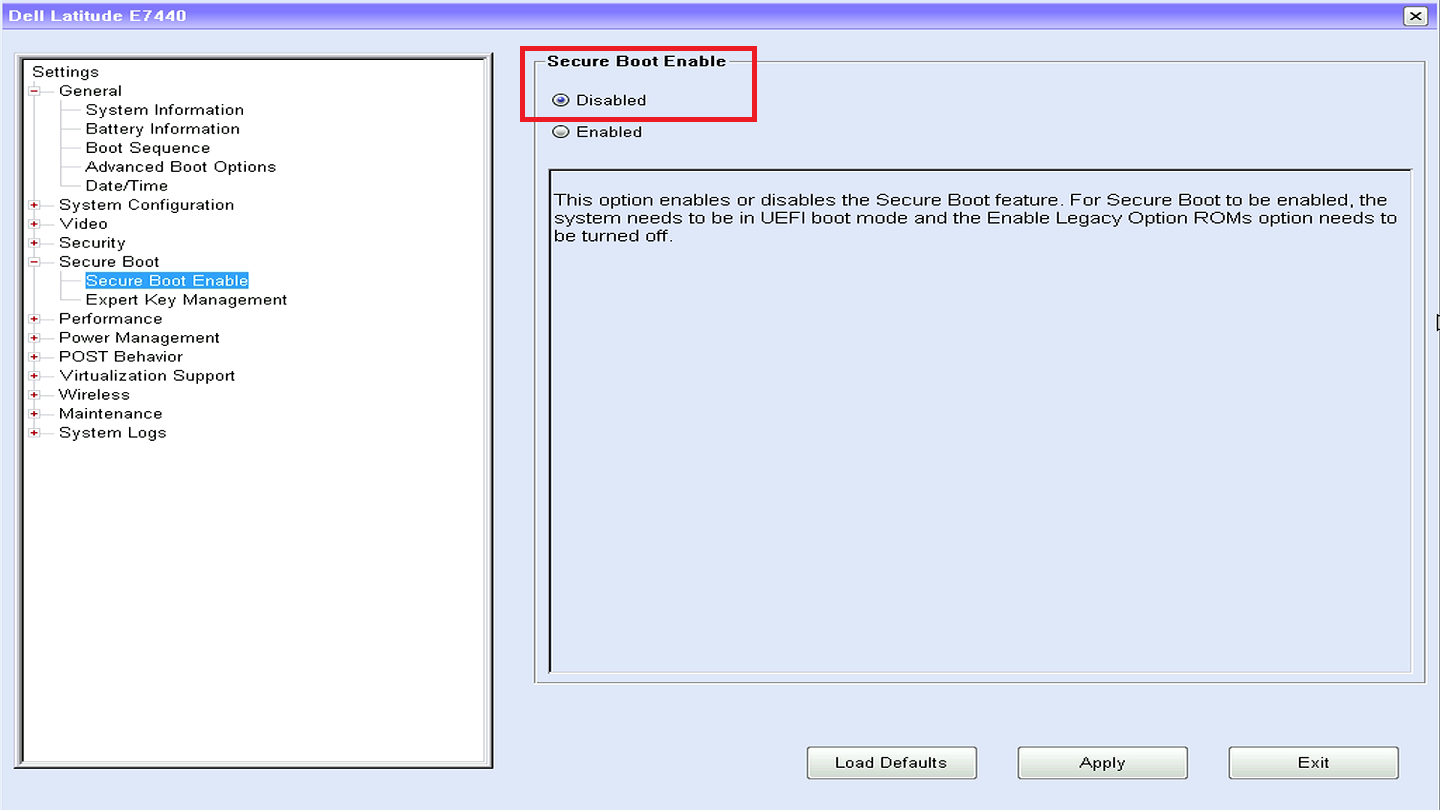 Dell Latitude E7440
Settings
General
System Information
Battery Information
Boot Sequence
Advanced Boot Options
Date/Time
System Configuration
Video
Security
Secure Boot
Secure Boot Enable
Expert Key Management
Performance
Power Management
POST Behavior
Virtualization Support
Wireless
Maintenance
System Logs
Secure Boot Enable
Disabled
Enabled
This option enables or disables the Secure Boot feature. For Secure Boot to be enabled, the
system needs to be in UEFI boot mode and the Enable Legacy Option ROMs option needs to
be turned off.
Load Defaults
Apply
Exit